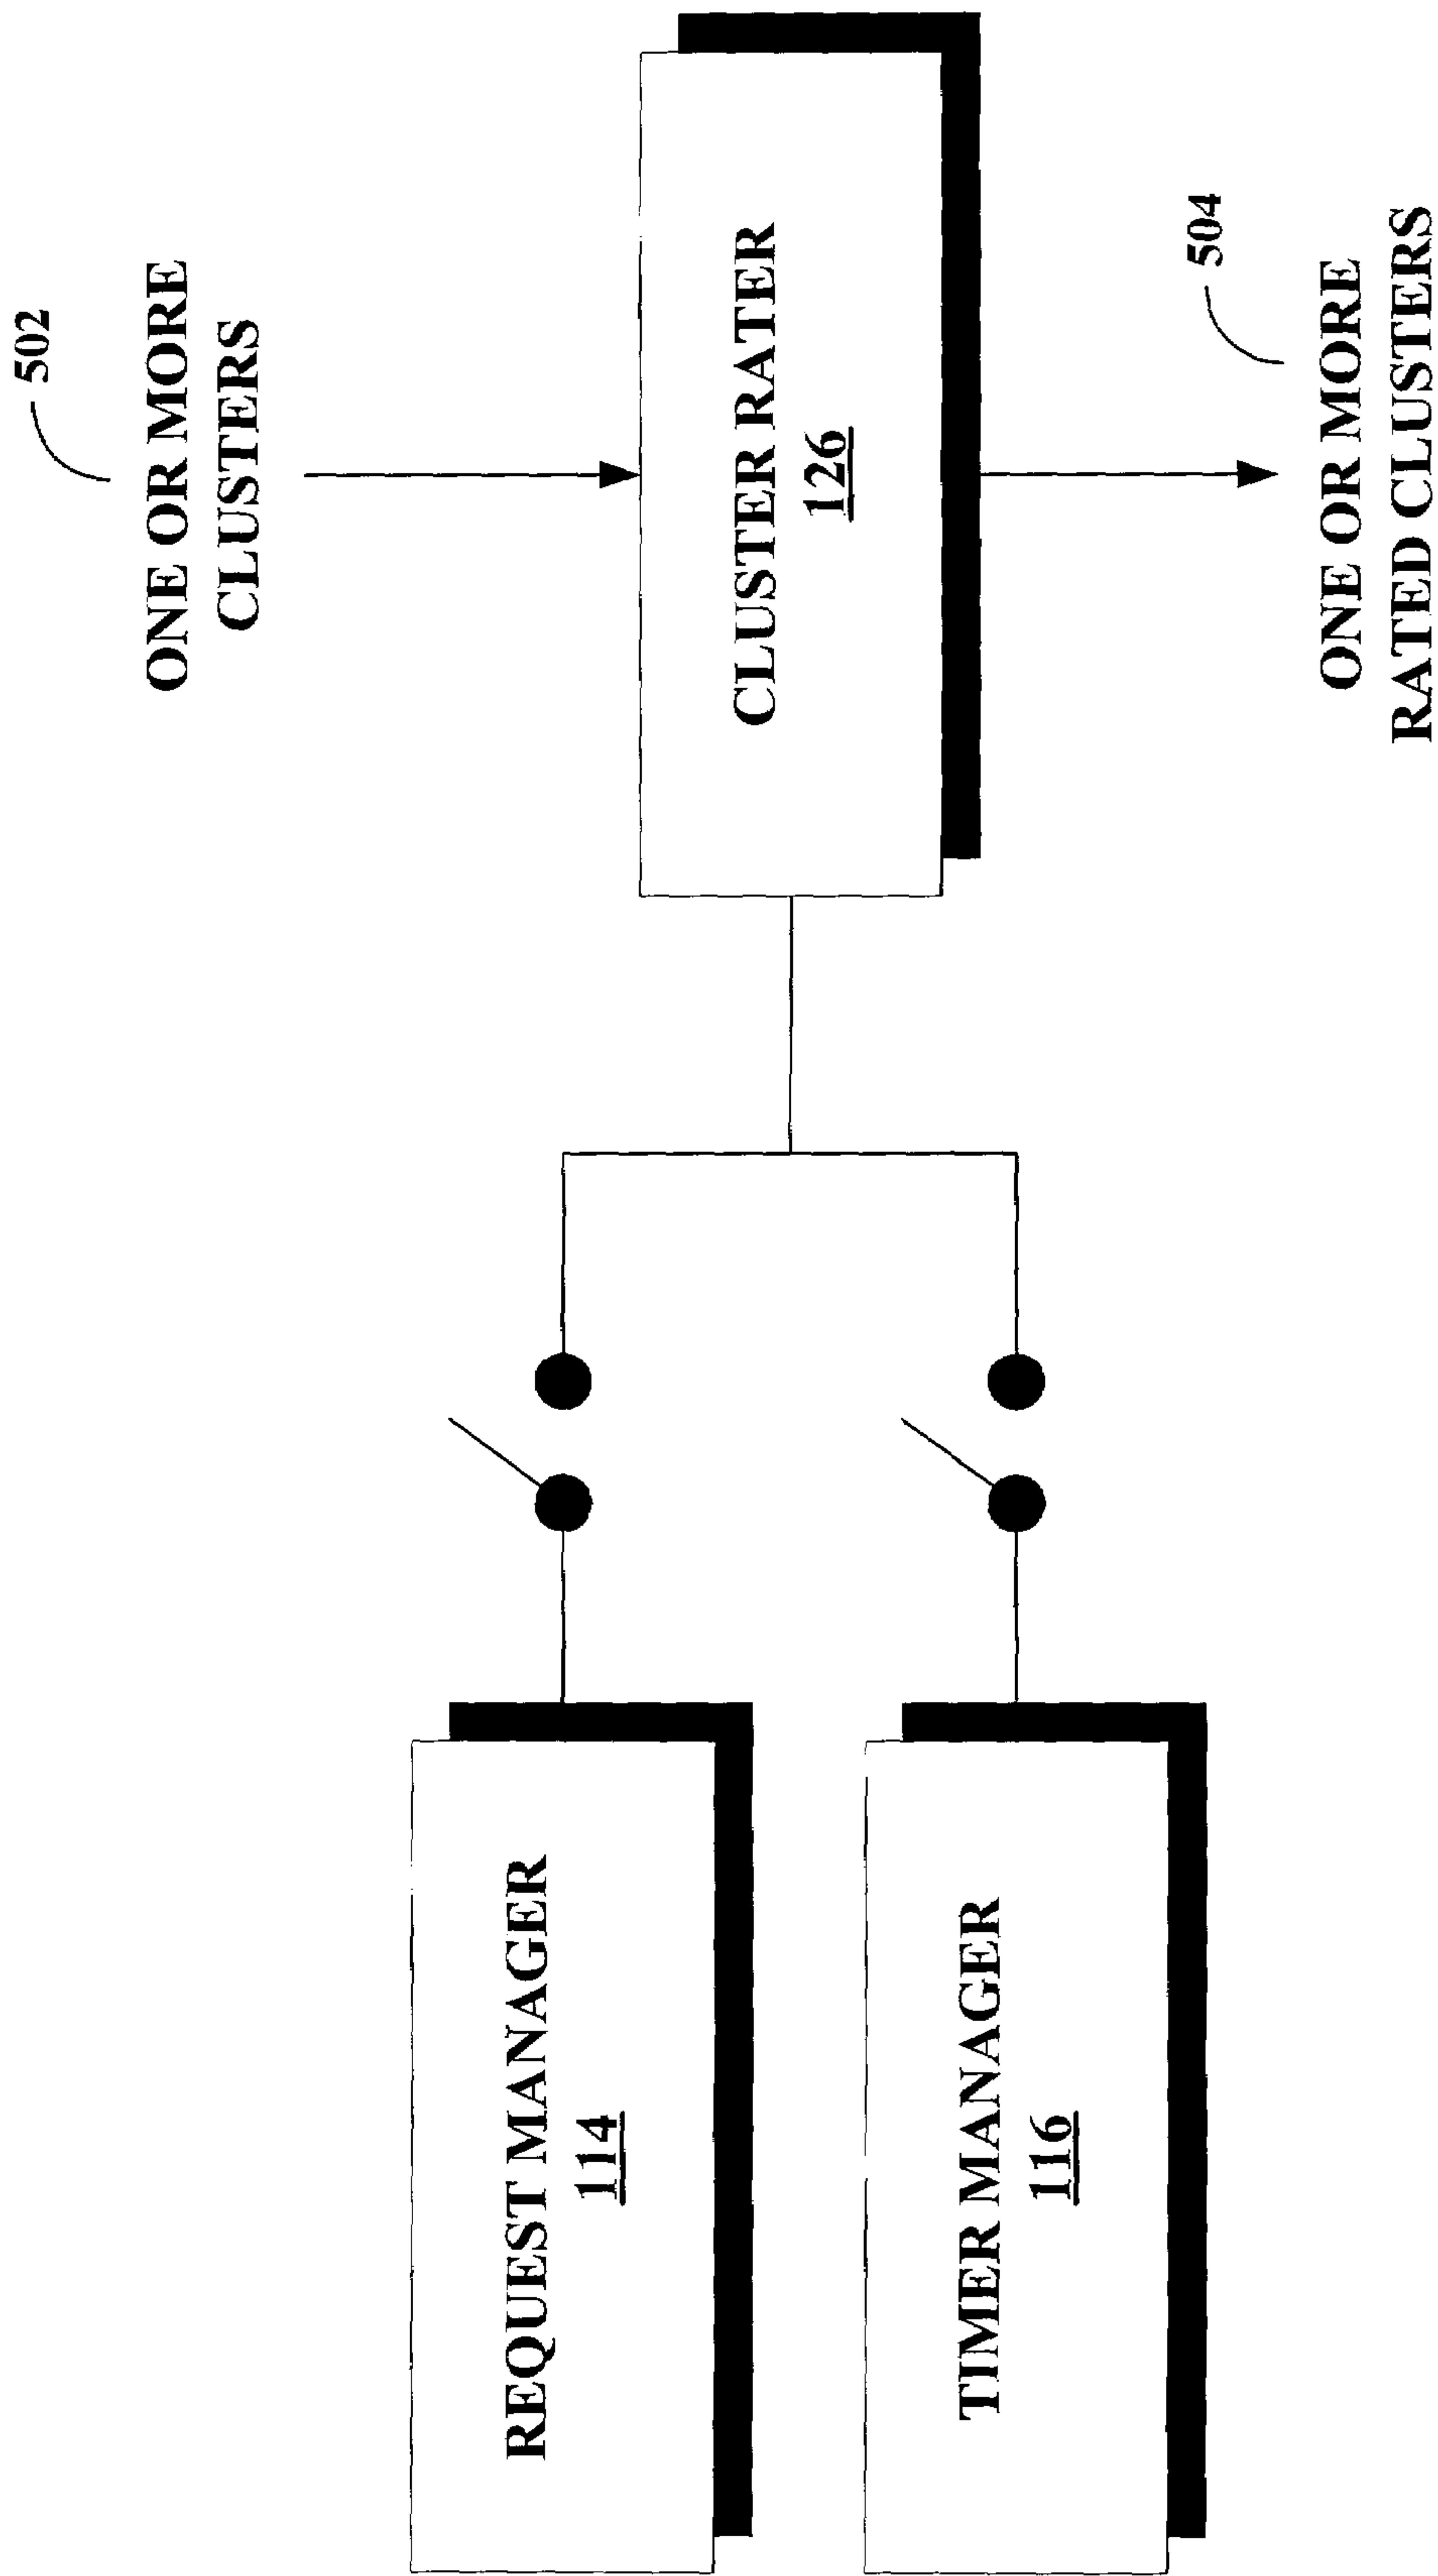 502
ONE OR MORE
CLUSTERS
REQUEST MANAGER
114
CLUSTER RATER
126
TIMER MANAGER
116
504
ONE OR MORE
RATED CLUSTERS